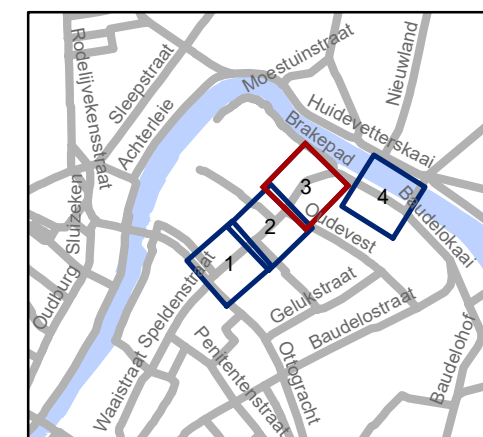 Rodelijvekensstraat
Sleepstraat
Achterleie
Moestuinstraat
Nieuwland
Huidevetterskaai
Brakepad
Sluizeken
Oudburg
3
4
2
1
Baudelokaai
Oudevest
Speldenstraat
Gelukstraat
Baudelostraat
Waaistraat
Penitentenstraat
Ottogracht
Baudelohof